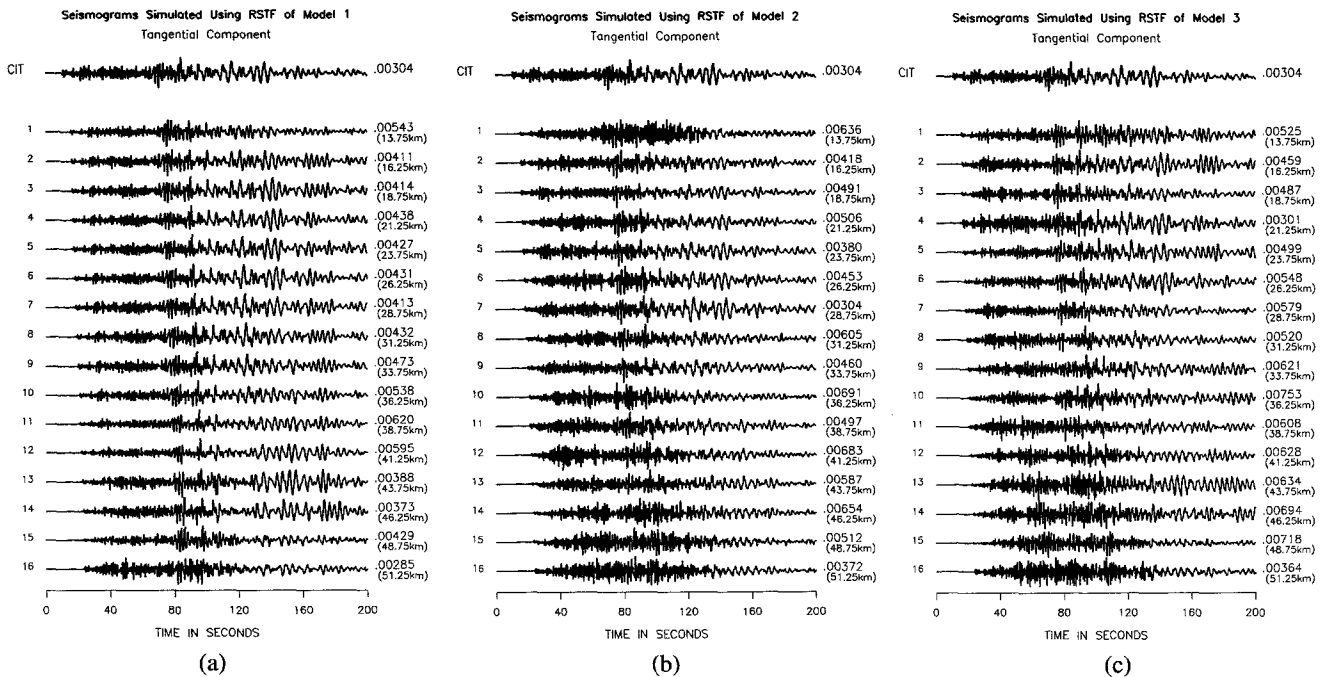 Seismograms Simulated Using RSTF of Model 1
Tangential Component
CIT .00304
1 .00543 (13.75km)
2 .00411 (16.25km)
3 .00414 (18.75km)
4 .00438 (21.25km)
5 .00427 (23.75km)
6 .00431 (26.25km)
7 .00413 (28.75km)
8 .00432 (31.25km)
9 .00473 (33.75km)
10 .00538 (36.25km)
11 .00620 (38.75km)
12 .00595 (41.25km)
13 .00388 (43.75km)
14 .00373 (46.25km)
15 .00429 (48.75km)
16 .00285 (51.25km)
0 40 80 120 160 200
TIME IN SECONDS
(a)
Seismograms Simulated Using RSTF of Model 2
Tangential Component
CIT .00304
1 .00636 (13.75km)
2 .00418 (16.25km)
3 .00491 (18.75km)
4 .00506 (21.25km)
5 .00380 (23.75km)
6 .00453 (26.25km)
7 .00304 (28.75km)
8 .00605 (31.25km)
9 .00460 (33.75km)
10 .00691 (36.25km)
11 .00497 (38.75km)
12 .00683 (41.25km)
13 .00587 (43.75km)
14 .00654 (46.25km)
15 .00512 (48.75km)
16 .00372 (51.25km)
0 40 80 120 160 200
TIME IN SECONDS
(b)
Seismograms Simulated Using RSTF of Model 3
Tangential Component
CIT .00304
1 .00525 (13.75km)
2 .00459 (16.25km)
3 .00487 (18.75km)
4 .00301 (21.25km)
5 .00499 (23.75km)
6 .00548 (26.25km)
7 .00579 (28.75km)
8 .00520 (31.25km)
9 .00621 (33.75km)
10 .00753 (36.25km)
11 .00608 (38.75km)
12 .00628 (41.25km)
13 .00634 (43.75km)
14 .00694 (46.25km)
15 .00718 (48.75km)
16 .00364 (51.25km)
0 40 80 120 160 200
TIME IN SECONDS
(c)